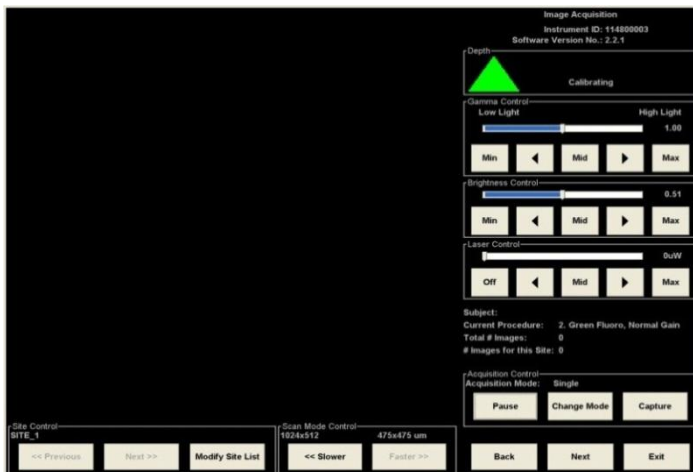 Image Acquisition
Instrument ID: 114800003
Software Version No.: 2.2.1
Depth
Calibrating
Gamma Control
Low Light High Light
1.00
Min Mid Max
Brightness Control
0.51
Min Mid Max
Laser Control
0uW
Off Mid Max
Subject:
Current Procedure: 2. Green Fluoro, Normal Gain
Total # Images: 0
# Images for this Site: 0
Acquisition Control
Acquisition Mode: Single
Pause Change Mode Capture
Site Control
SITE_1
<< Previous Next >> Modify Site List
Scan Mode Control
1024x512 475x475 um
<< Slower Faster >>
Back Next Exit